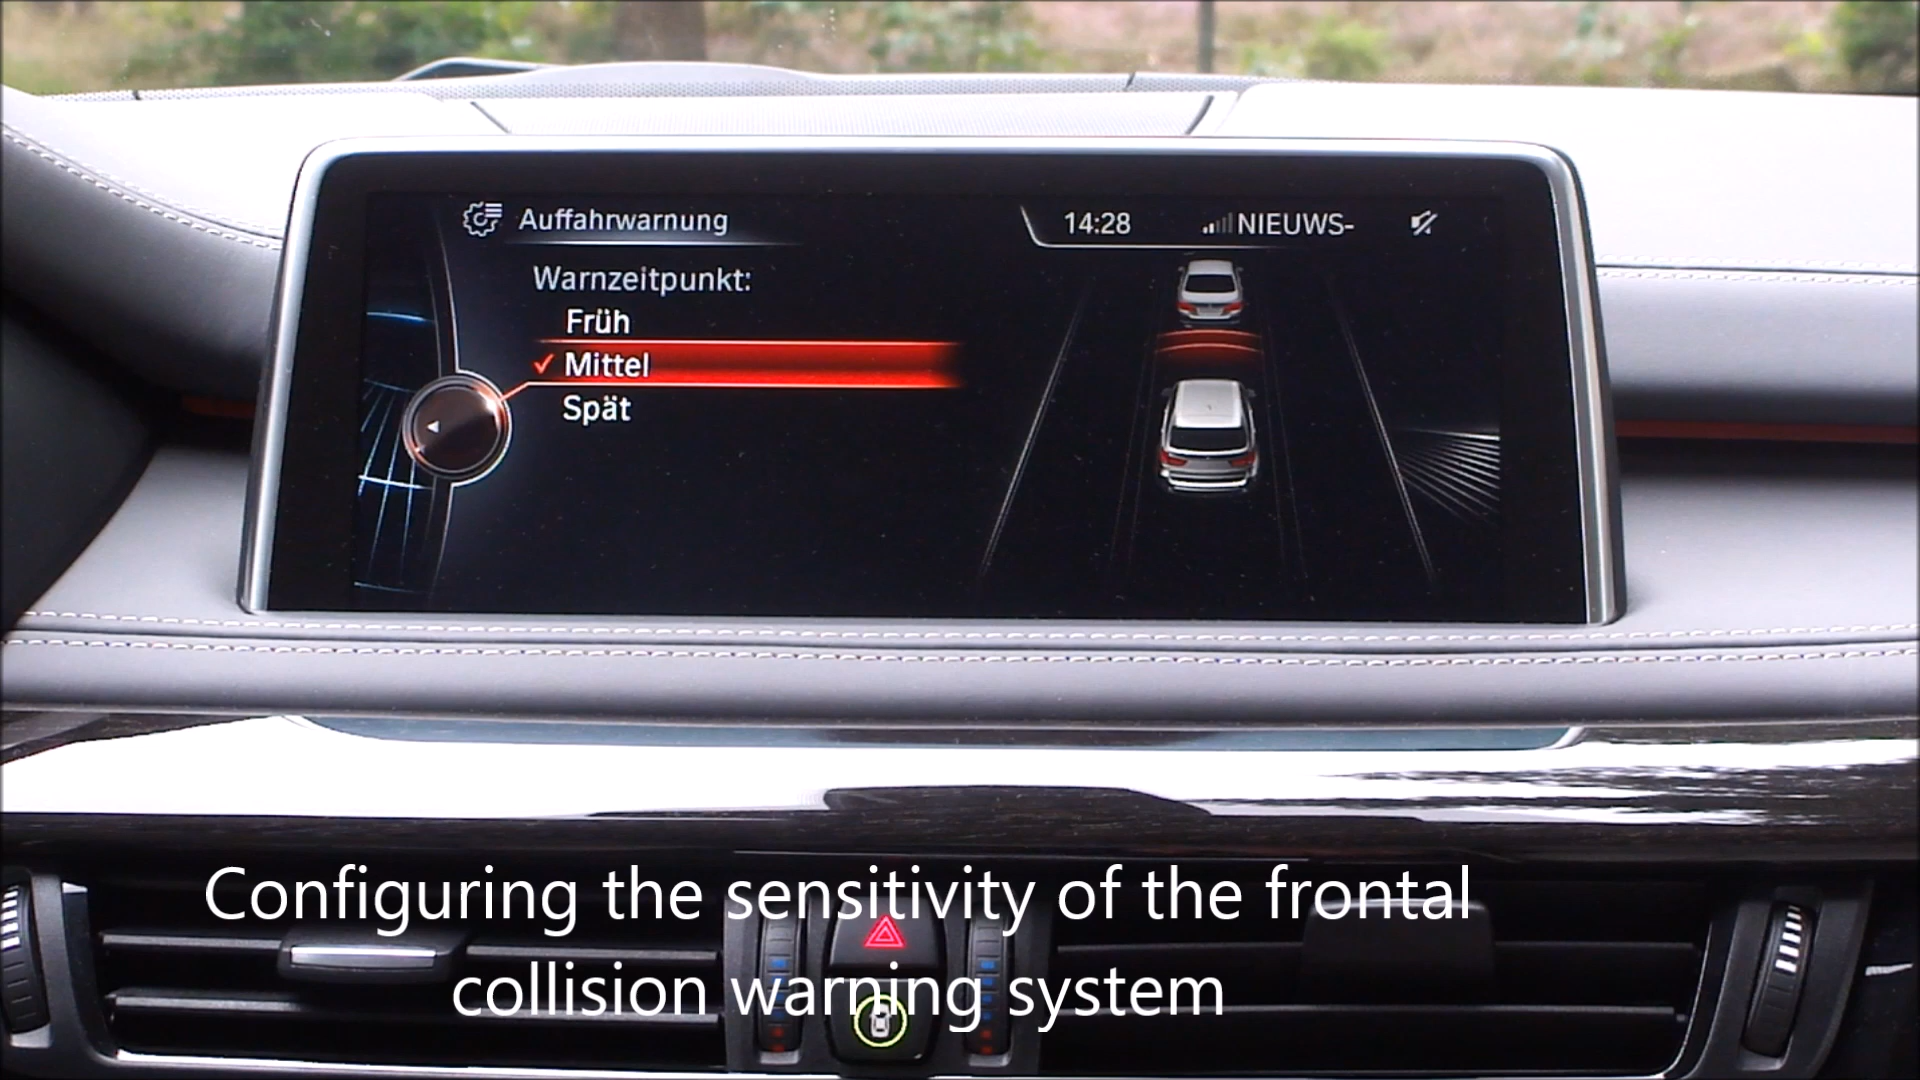 Auffahrwarnung
14:28 NIEUWS-
Warnzeitpunkt:
Früh
Mittel
Spät
Configuring the sensitivity of the frontal
collision warning system